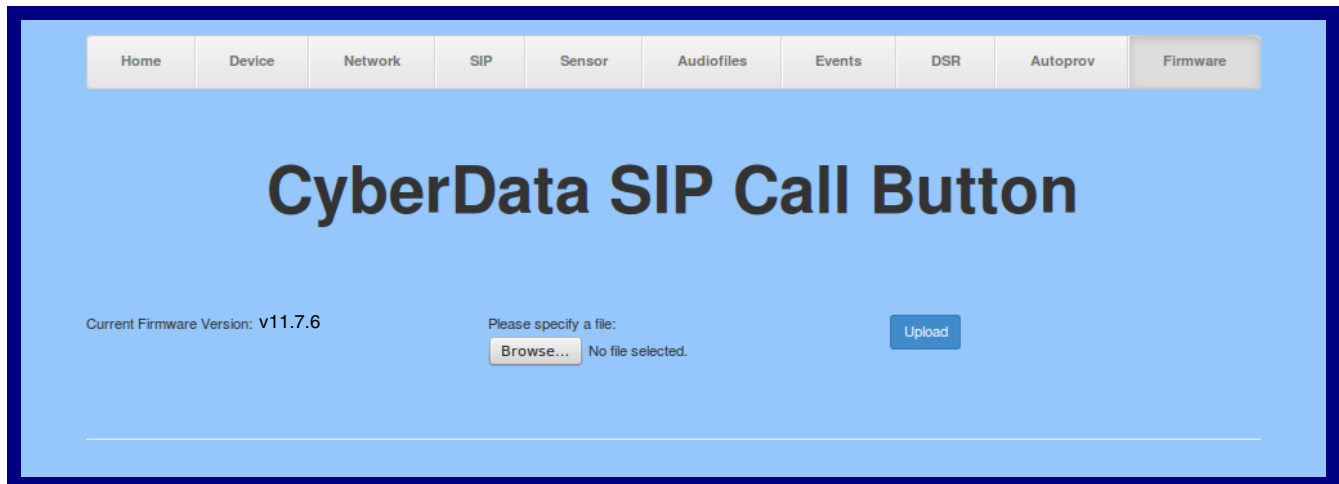 Home Device Network SIP Sensor Audiofiles Events DSR Autoprov Firmware
CyberData SIP Call Button
Current Firmware Version: v11.7.6
Please specify a file:
Browse... No file selected.
Upload